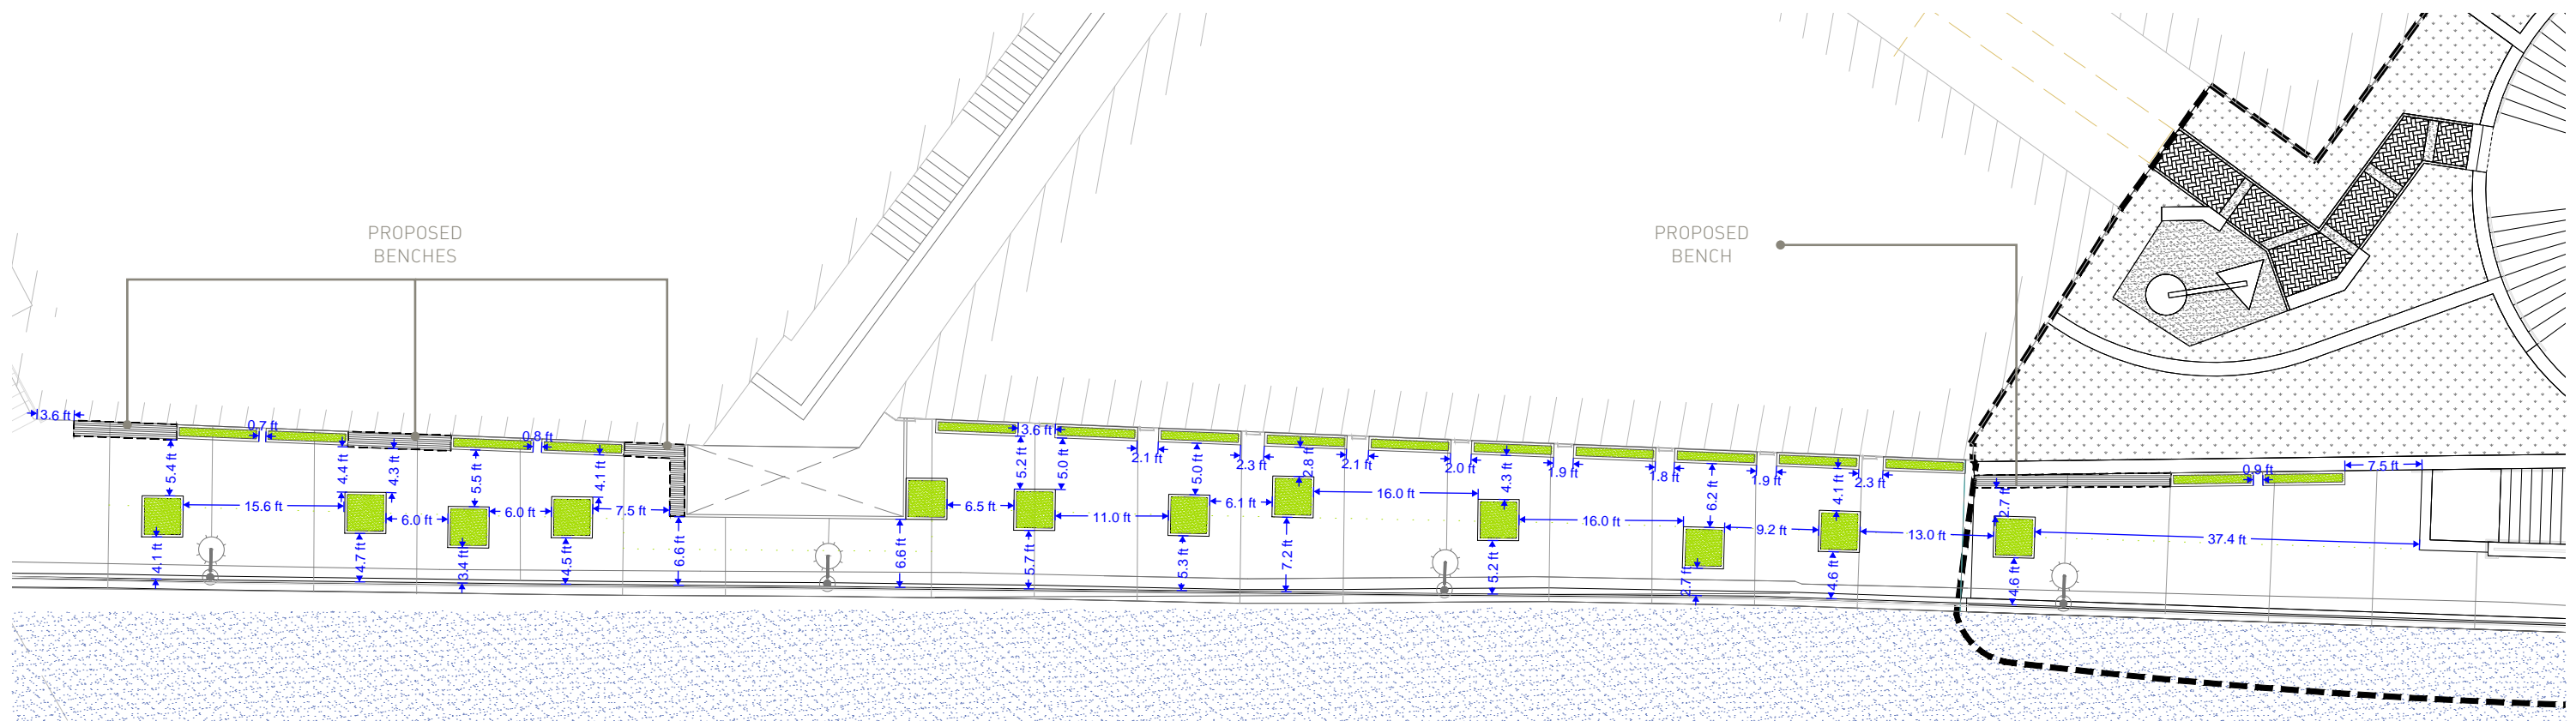 PROPOSED
BENCHES
PROPOSED
BENCH
3.6 ft
0.7 ft
0.8 ft
5.4 ft
4.4 ft
4.3 ft
5.5 ft
4.1 ft
15.6 ft
6.0 ft
6.0 ft
7.5 ft
4.1 ft
4.7 ft
3.4 ft
4.5 ft
6.6 ft
6.6 ft
3.6 ft
5.2 ft
5.0 ft
2.1 ft
5.0 ft
2.3 ft
2.8 ft
2.1 ft
2.0 ft
4.3 ft
1.9 ft
1.8 ft
6.2 ft
1.9 ft
4.1 ft
2.3 ft
6.5 ft
11.0 ft
6.1 ft
16.0 ft
16.0 ft
9.2 ft
13.0 ft
5.7 ft
5.3 ft
7.2 ft
5.2 ft
2.7 ft
4.6 ft
2.7 ft
0.9 ft
7.5 ft
37.4 ft
4.6 ft